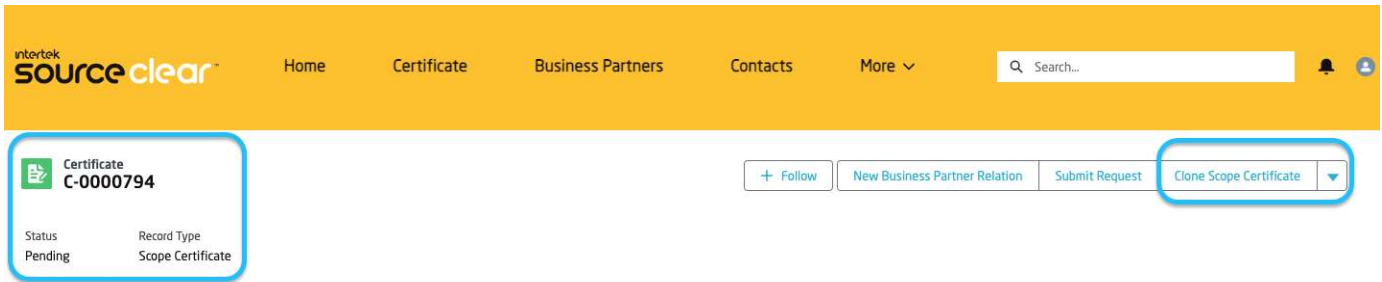 intertek
source clear™
Home Certificate Business Partners Contacts More Search...
Certificate
C-0000794
+ Follow New Business Partner Relation Submit Request Clone Scope Certificate
Status Record Type
Pending Scope Certificate